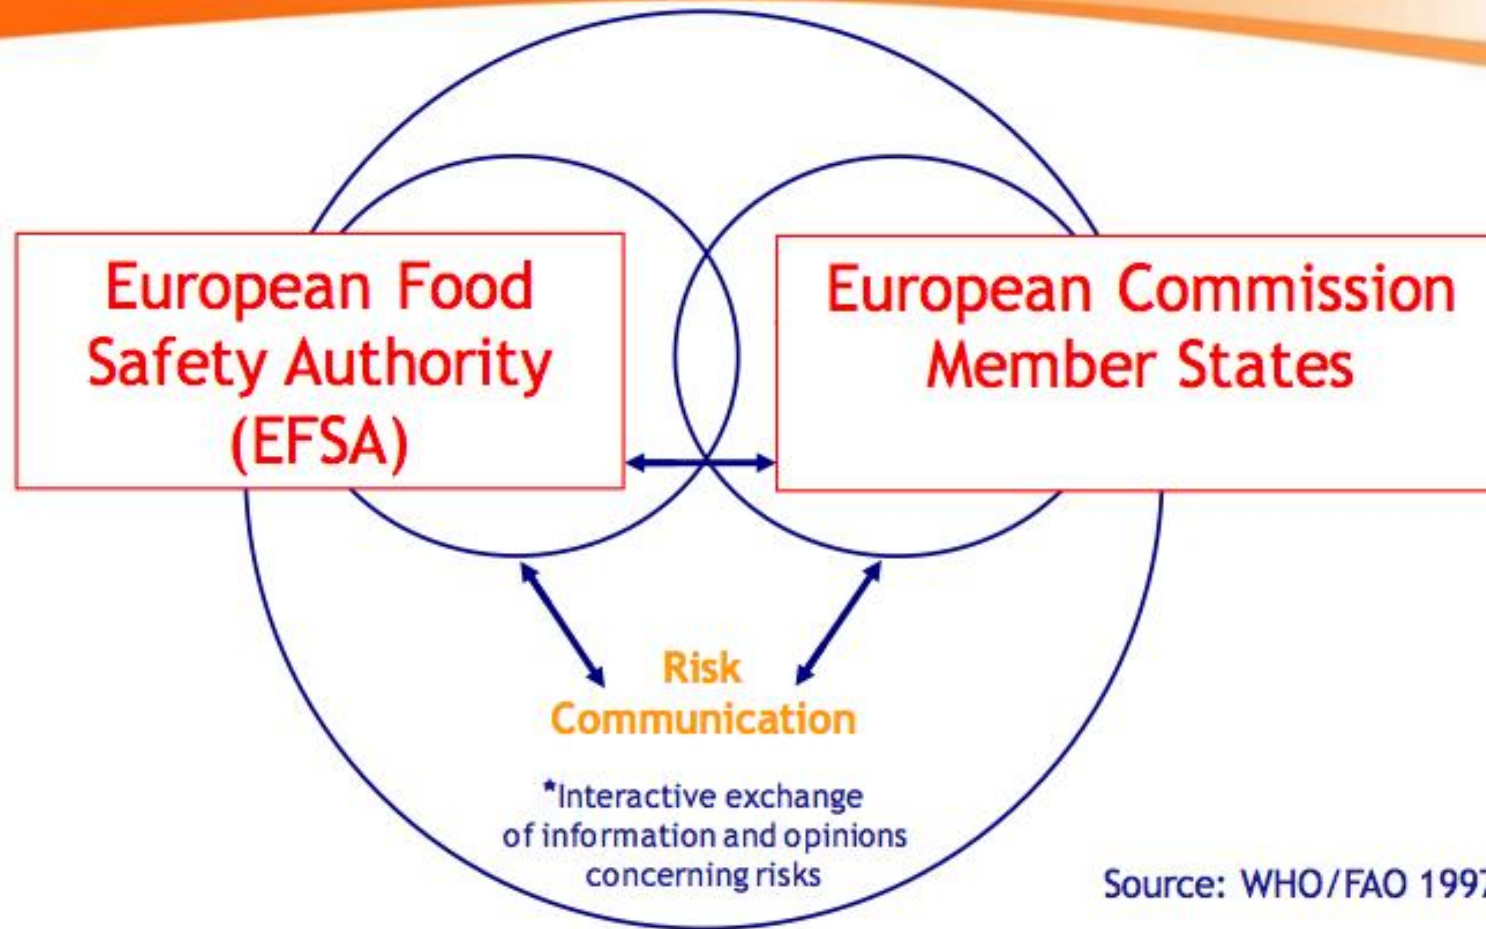 European Food
Safety Authority
(EFSA)
European Commission
Member States
Risk
Communication
*Interactive exchange
of information and opinions
concerning risks
Source: WHO/FAO 1997